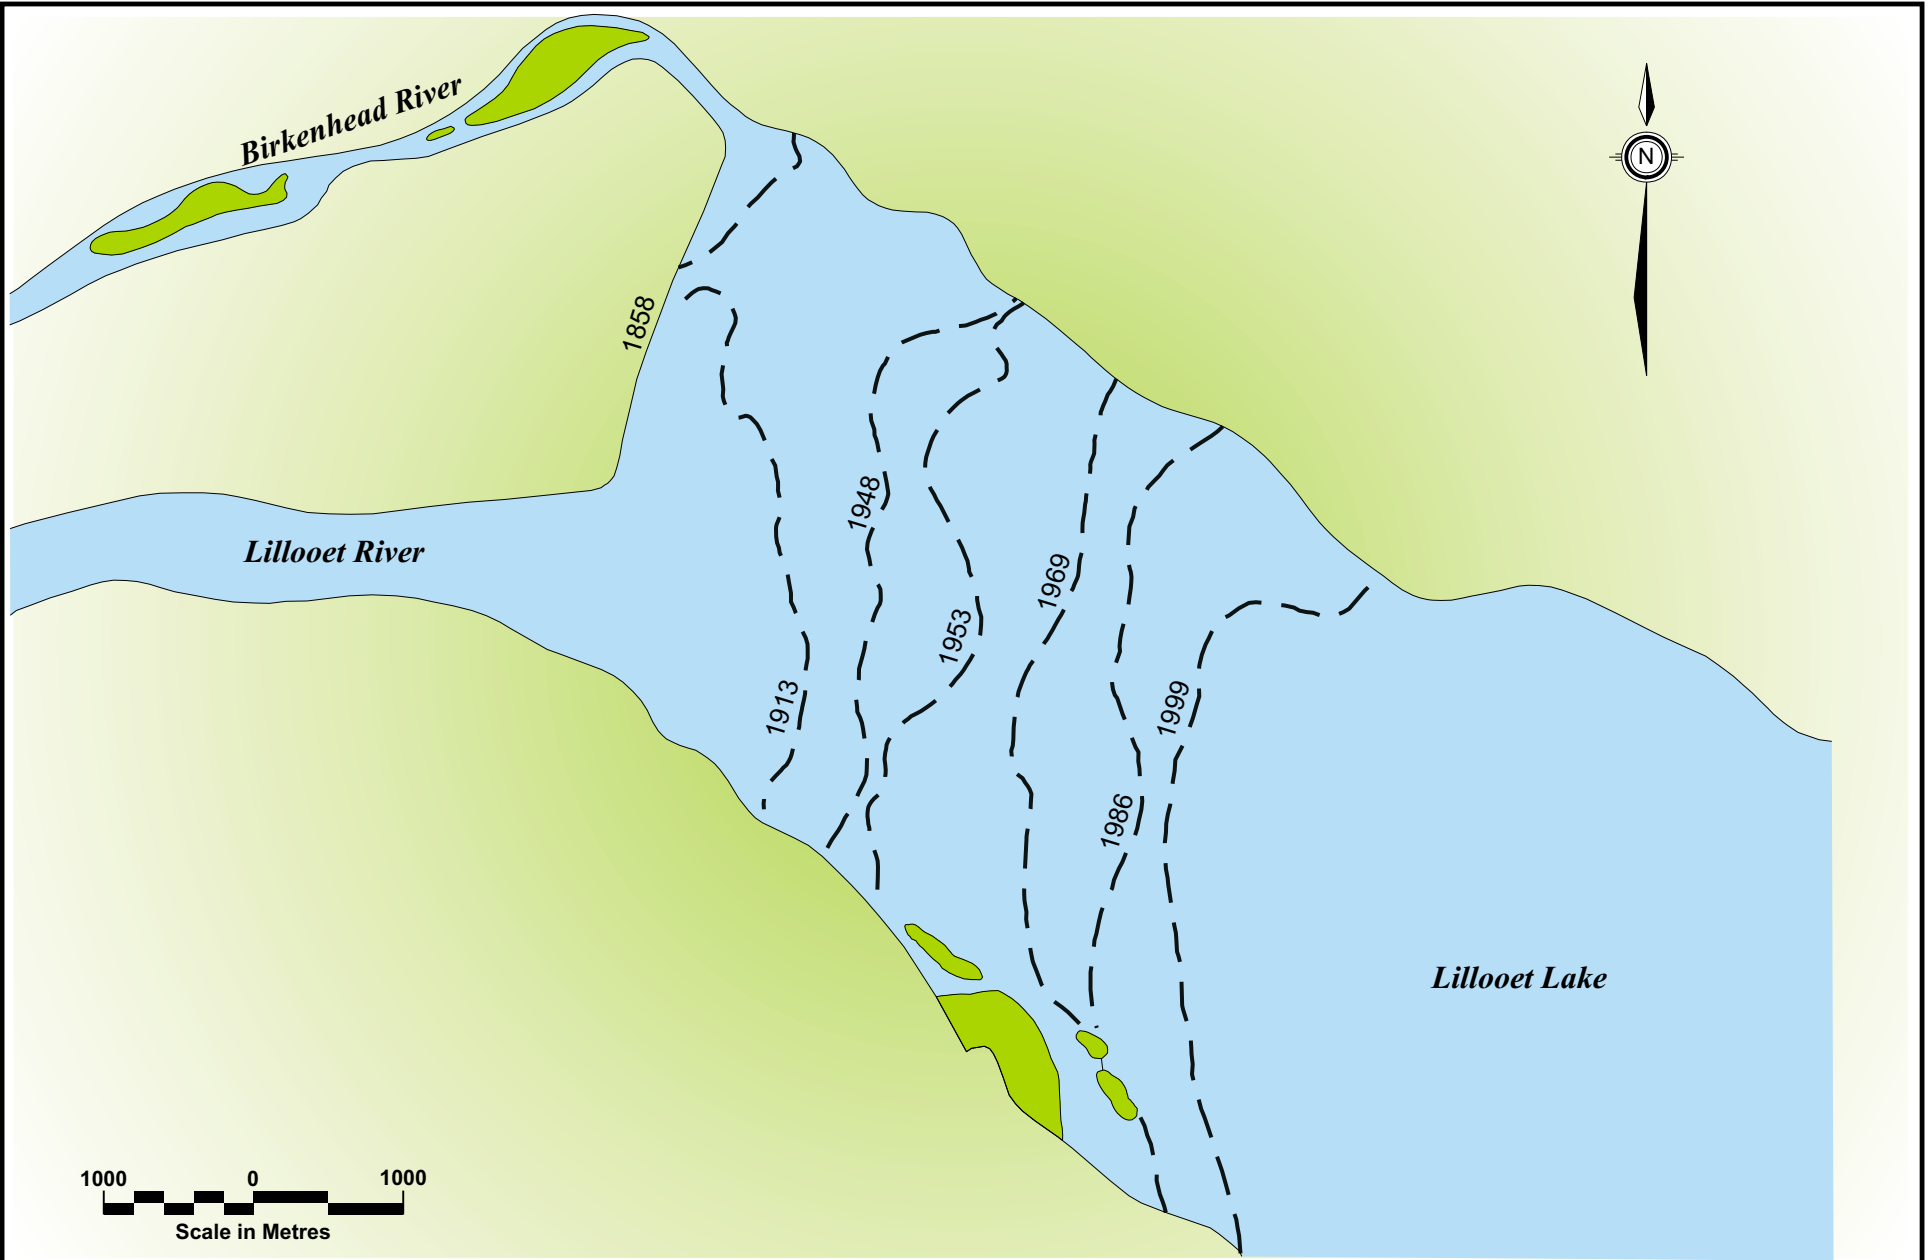 Birkenhead River
N
1858
1948
Lillooet River
1969
1953
1913
1999
1986
Lillooet Lake
1000 0 1000
Scale in Metres